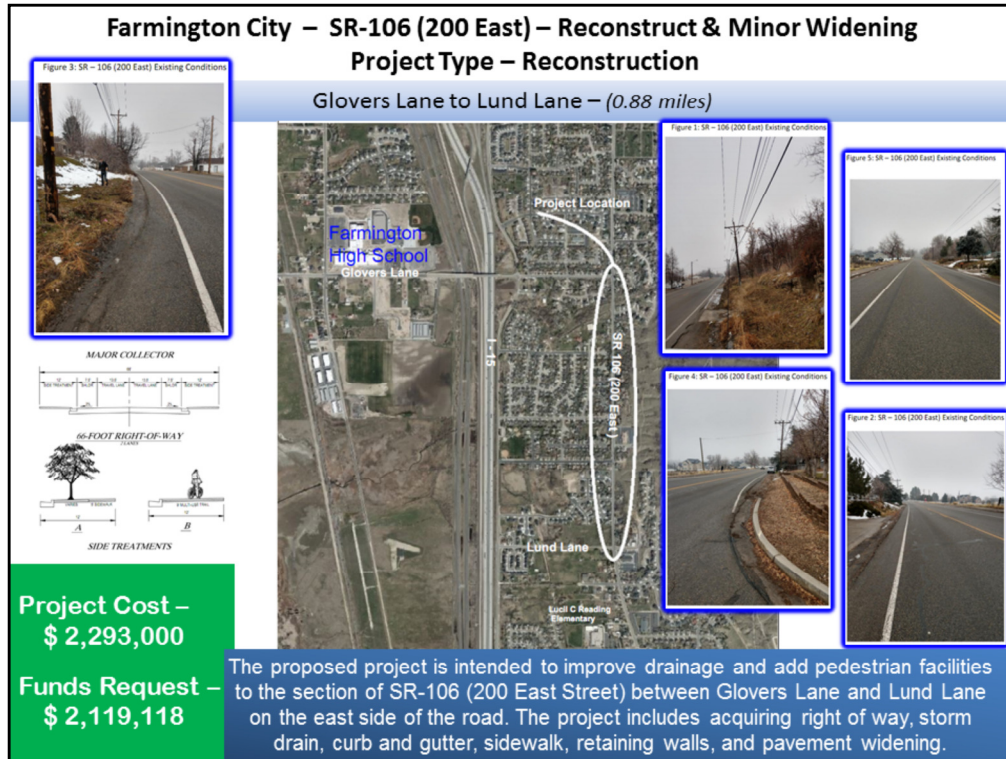 Farmington City – SR-106 (200 East) – Reconstruct & Minor Widening
Project Type – Reconstruction
Glovers Lane to Lund Lane – (0.88 miles)
Figure 3: SR – 106 (200 East) Existing Conditions
Figure 1: SR – 106 (200 East) Existing Conditions
Figure 5: SR – 106 (200 East) Existing Conditions
Project Location
Farmington
High School
Glovers Lane
I - 15
SR 106 (200 East)
Figure 4: SR – 106 (200 East) Existing Conditions
Figure 2: SR – 106 (200 East) Existing Conditions
Lund Lane
Lucil C Reading
Elementary
MAJOR COLLECTOR
66-FOOT RIGHT-OF-WAY
A
B
SIDE TREATMENTS
Project Cost –
$ 2,293,000
Funds Request –
$ 2,119,118
The proposed project is intended to improve drainage and add pedestrian facilities
to the section of SR-106 (200 East Street) between Glovers Lane and Lund Lane
on the east side of the road. The project includes acquiring right of way, storm
drain, curb and gutter, sidewalk, retaining walls, and pavement widening.